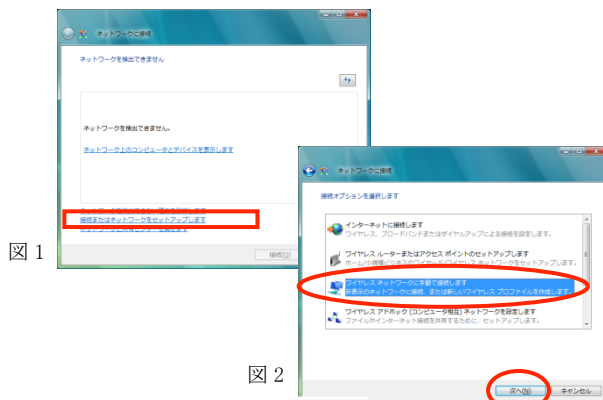 ネットワークに接続
ネットワークを検出できません
ネットワークを検出できません。
ネットワーク上のコンピュータとデバイスを表示します
接続またはネットワークをセットアップします
接続(O)
図 1
ネットワークに接続
接続オプションを選択します
インターネットに接続します
ワイヤレス、ブロードバンドまたはダイヤルアップによる接続を設定します。
ワイヤレス ルーターまたはアクセス ポイントのセットアップします
ワイヤレス ネットワークに手動で接続します
非表示のネットワークに接続、または新しいワイヤレス プロファイルを作成します。
ワイヤレス アドホック (コンピュータ相互) ネットワークを設定します
ファイルやインターネット接続を共有するために、セットアップします。
次へ(N)
キャンセル
図 2